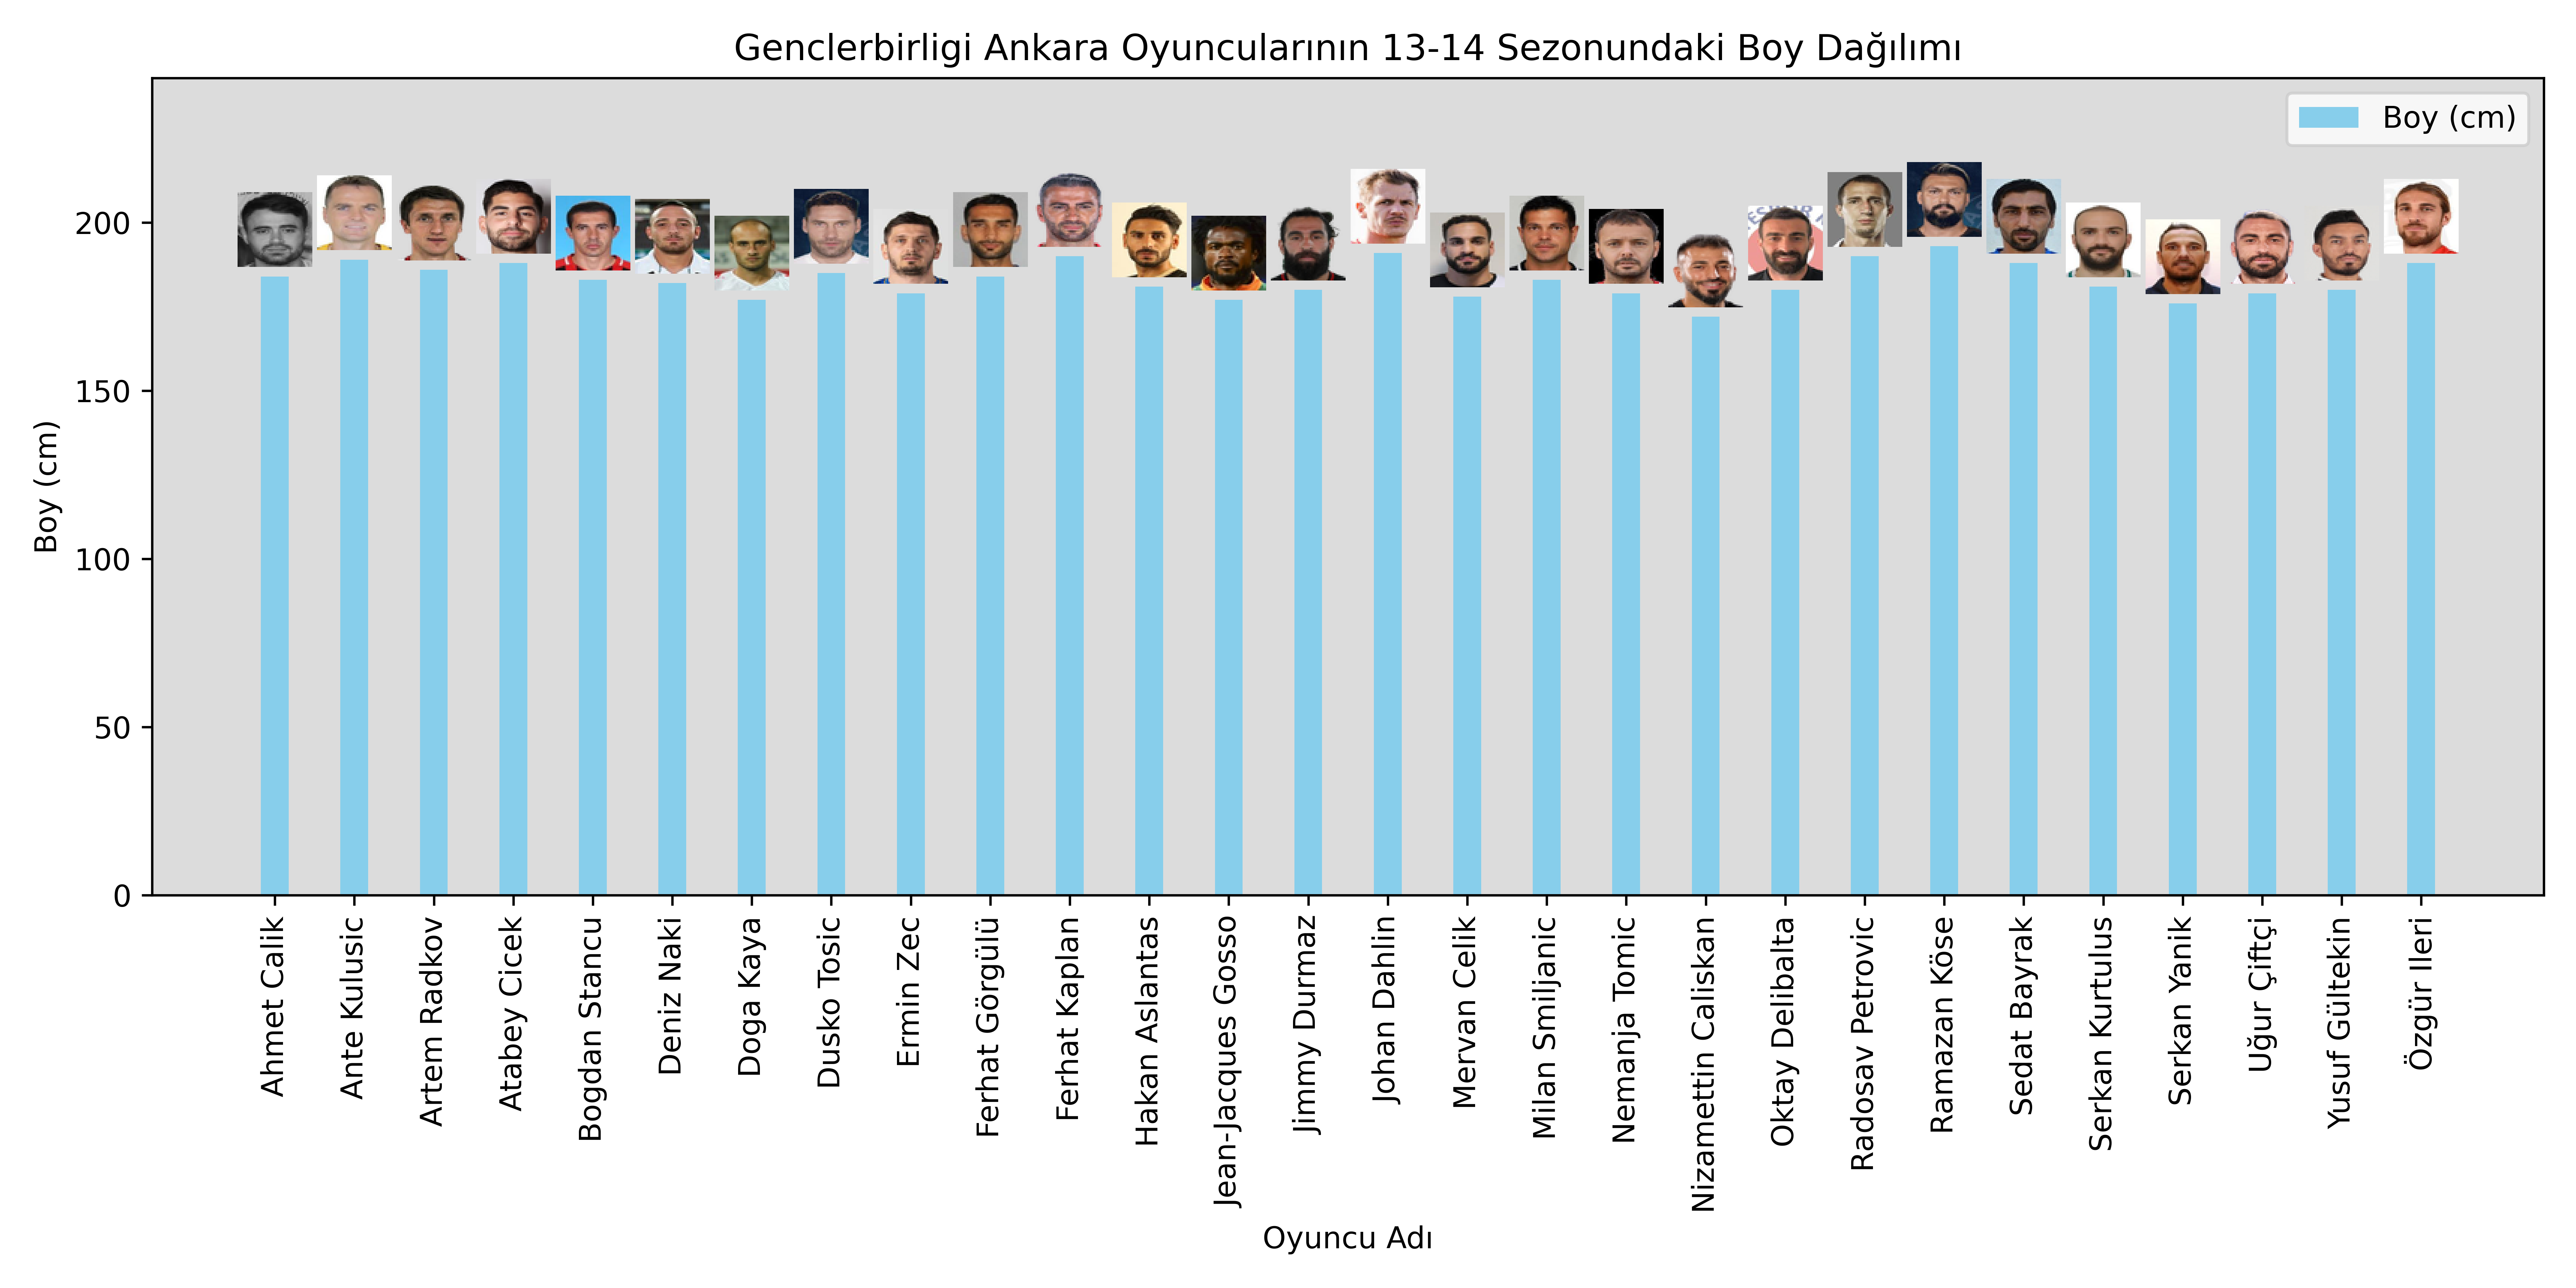 Genclerbirligi Ankara Oyuncularının 13-14 Sezonundaki Boy Dağılımı
Boy (cm)
Boy (cm)
200
150
100
50
0
Ahmet Calik
Ante Kulusic
Artem Radkov
Atabey Cicek
Bogdan Stancu
Deniz Naki
Doga Kaya
Dusko Tosic
Ermin Zec
Ferhat Görgülü
Ferhat Kaplan
Hakan Aslantas
Jean-Jacques Gosso
Jimmy Durmaz
Johan Dahlin
Mervan Celik
Milan Smiljanic
Nemanja Tomic
Nizamettin Caliskan
Oktay Delibalta
Radosav Petrovic
Ramazan Köse
Sedat Bayrak
Serkan Kurtulus
Serkan Yanik
Uğur Çiftçi
Yusuf Gültekin
Özgür Ileri
Oyuncu Adı